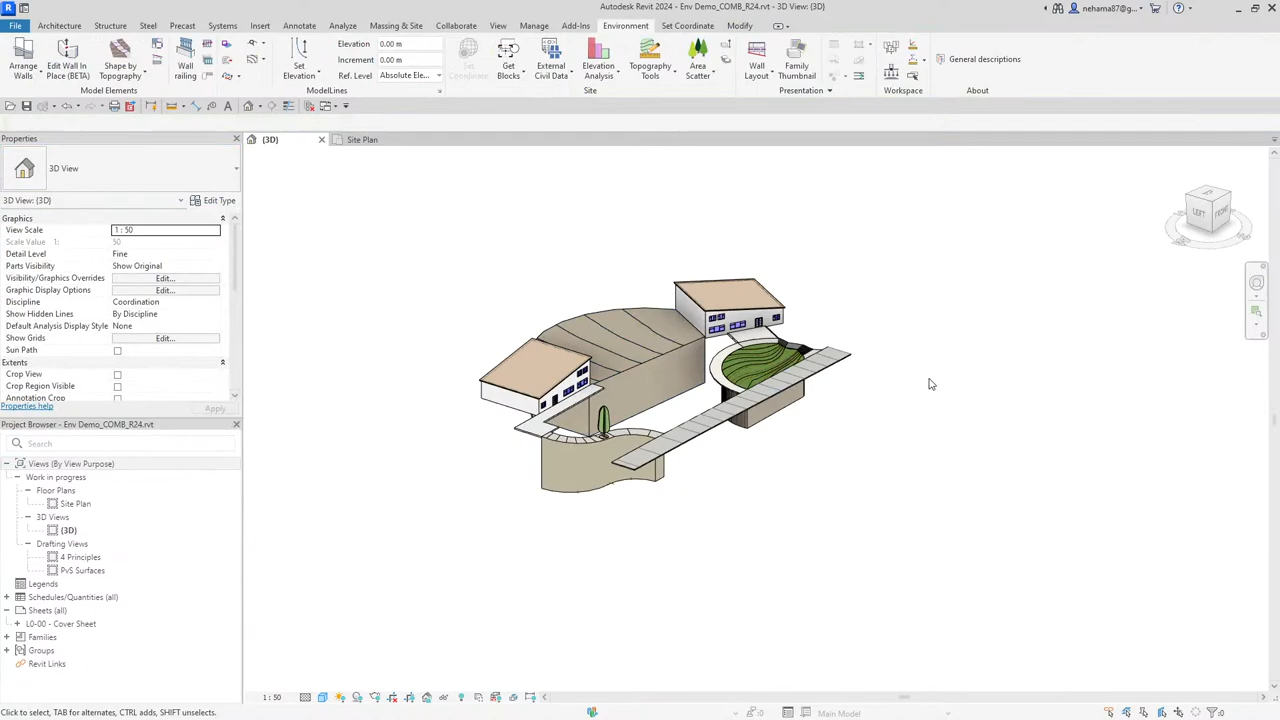 Autodesk Revit 2024 - Env Demo_COMB_R24.rvt - 3D View: {3D}
nehama87@g...
File Architecture Structure Steel Precast Systems Insert Annotate Analyze Massing & Site Collaborate View Manage Add-Ins Environment Set Coordinate Modify
Elevation 0.00 m
Increment 0.00 m
Ref. Level Absolute Ele...
Arrange Walls
Edit Wall In Place (BETA)
Shape by Topography
Wall railing
Set Elevation
Set Coordinate
Get Blocks
External Civil Data
Elevation Analysis
Topography Tools
Area Scatter
Wall Layout
Family Thumbnail
General descriptions
Model Elements ModelLines Site Presentation Workspace About
Properties
{3D} Site Plan
3D View
3D View: {3D} Edit Type
Graphics
View Scale 1 : 50
Scale Value 1: 50
Detail Level Fine
Parts Visibility Show Original
Visibility/Graphics Overrides Edit...
Graphic Display Options Edit...
Discipline Coordination
Show Hidden Lines By Discipline
Default Analysis Display Style None
Show Grids Edit...
Sun Path
Extents
Crop View
Crop Region Visible
Annotation Crop
Properties help Apply
Project Browser - Env Demo_COMB_R24.rvt
Search
Views (By View Purpose)
Work in progress
Floor Plans
Site Plan
3D Views
{3D}
Drafting Views
4 Principles
PvS Surfaces
Legends
Schedules/Quantities (all)
Sheets (all)
L0-00 - Cover Sheet
Families
Groups
Revit Links
LEFT FRONT
1 : 50
Click to select, TAB for alternates, CTRL adds, SHIFT unselects.
:0 Main Model :0